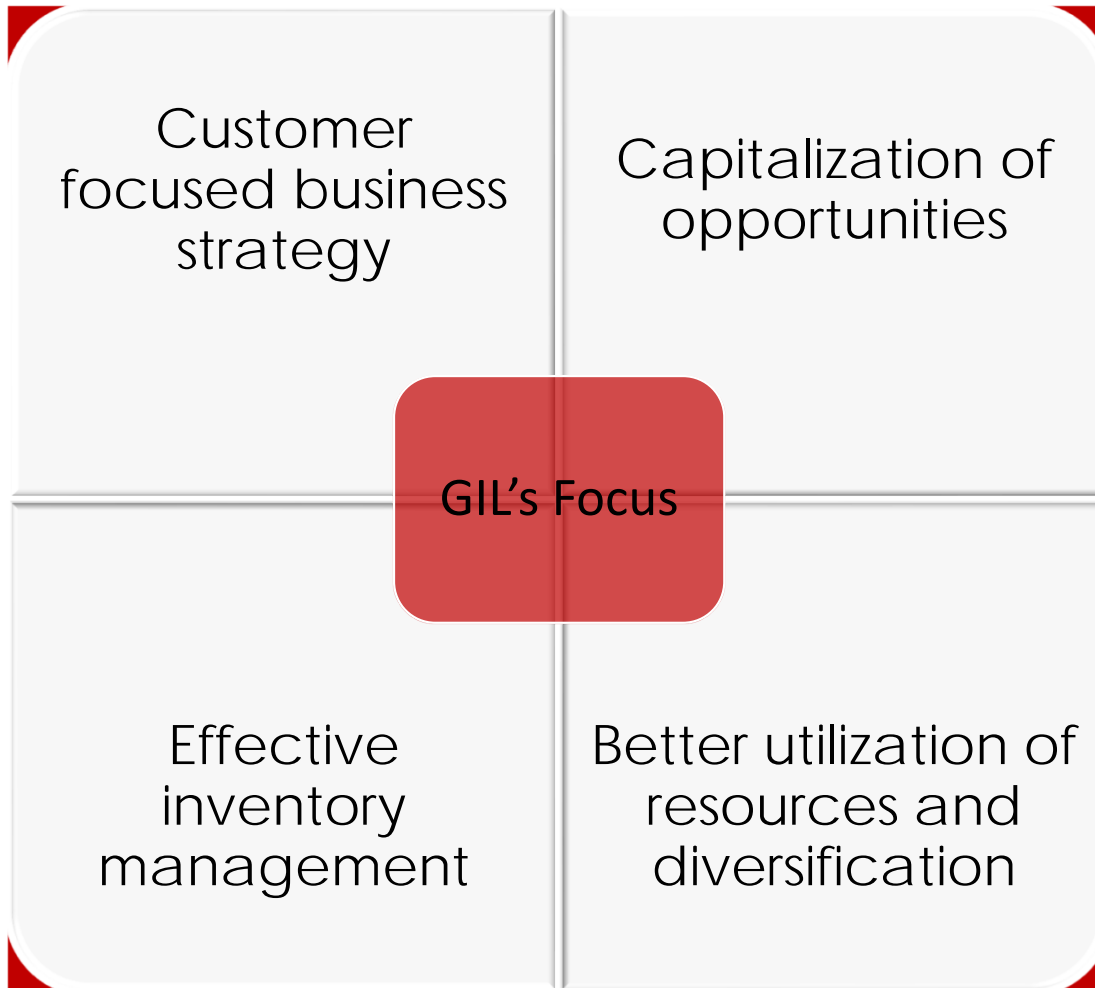 Customer
focused business
strategy
Capitalization of
opportunities
GIL’s Focus
Effective
inventory
management
Better utilization of
resources and
diversification